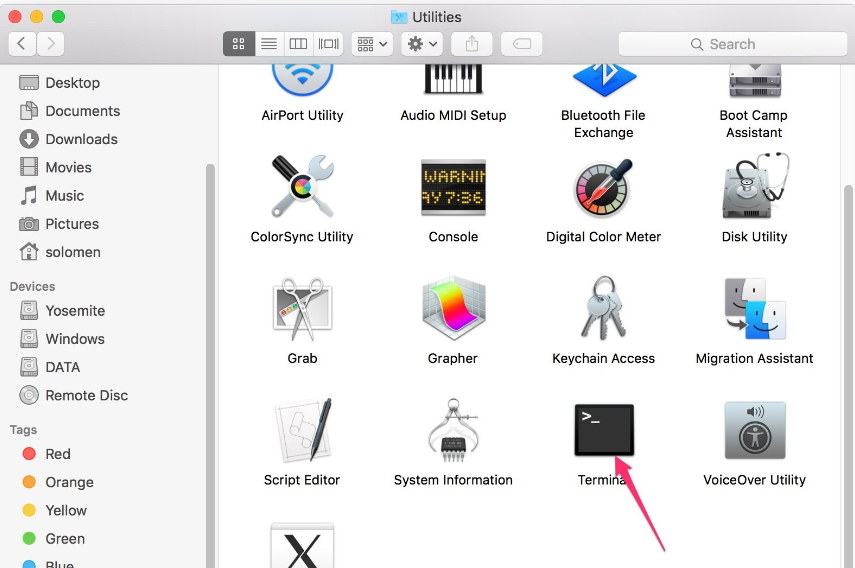 Utilities
Search
Desktop
Documents
Downloads
Movies
Music
Pictures
solomen
Devices
Yosemite
Windows
DATA
Remote Disc
Tags
Red
Orange
Yellow
Green
Blue
AirPort Utility
Audio MIDI Setup
Bluetooth File
Exchange
Boot Camp
Assistant
WARNIN
AY 7:36
ColorSync Utility
Console
Digital Color Meter
Disk Utility
Grab
Grapher
Keychain Access
Migration Assistant
>_
Script Editor
System Information
Terminal
VoiceOver Utility
X